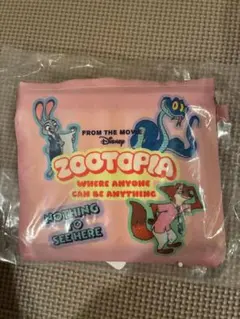 FROM THE MOVIE
Disney
ZOOTOPIA
WHERE ANYONE
CAN BE ANYTHING
NOTHING
TO
SEE HERE